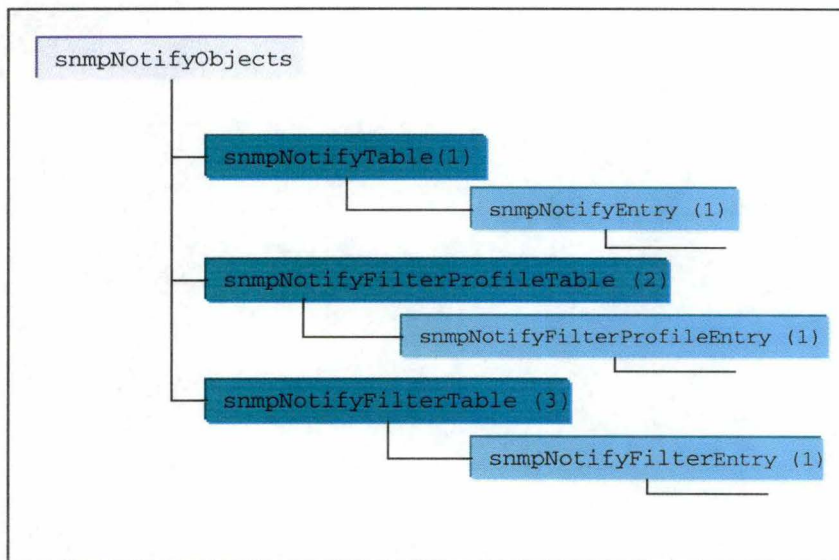 snmpNotifyObjects
snmpNotifyTable(1)
snmpNotifyEntry (1)
snmpNotifyFilterProfileTable (2)
snmpNotifyFilterProfileEntry (1)
snmpNotifyFilterTable (3)
snmpNotifyFilterEntry (1)